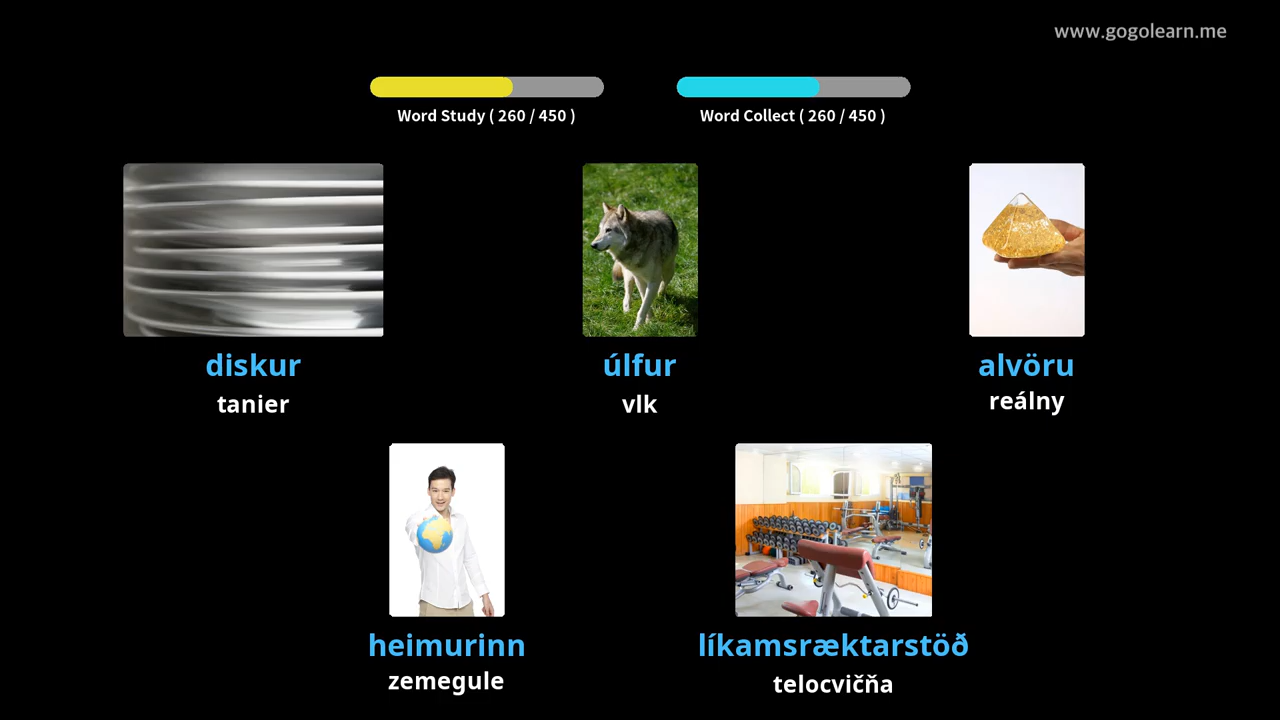 www.gogolearn.me
Word Study ( 260 / 450 )
Word Collect ( 260 / 450 )
diskur
tanier
úlfur
vlk
alvöru
reálny
heimurinn
zemegule
líkamsræktarstöð
telocvičňa